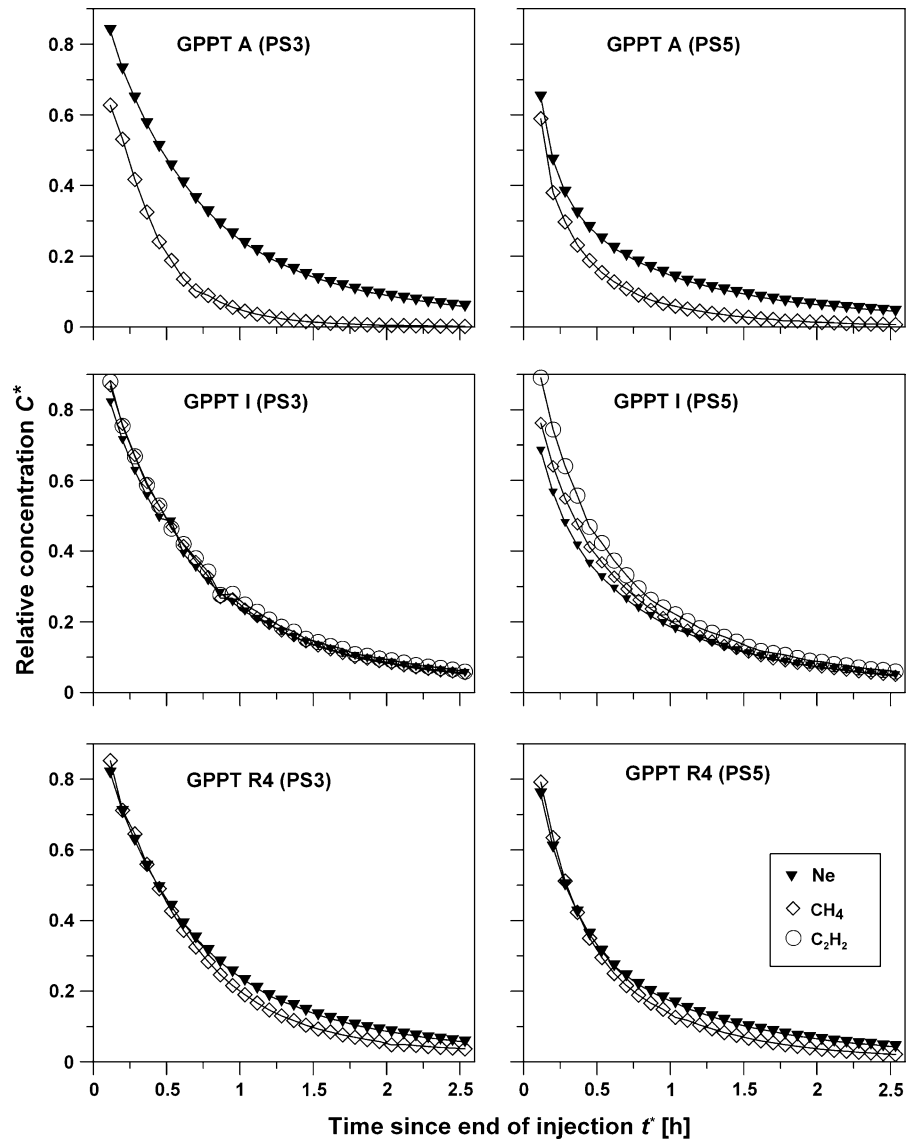 GPPT A (PS3)
GPPT A (PS5)
0.8
0.6
0.4
0.2
0
GPPT I (PS3)
GPPT I (PS5)
0.8
0.6
0.4
0.2
0
Relative concentration C*
GPPT R4 (PS3)
GPPT R4 (PS5)
0.8
0.6
0.4
0.2
0
Ne
CH4
C2H2
0 0.5 1 1.5 2 2.5
0 0.5 1 1.5 2 2.5
Time since end of injection t* [h]